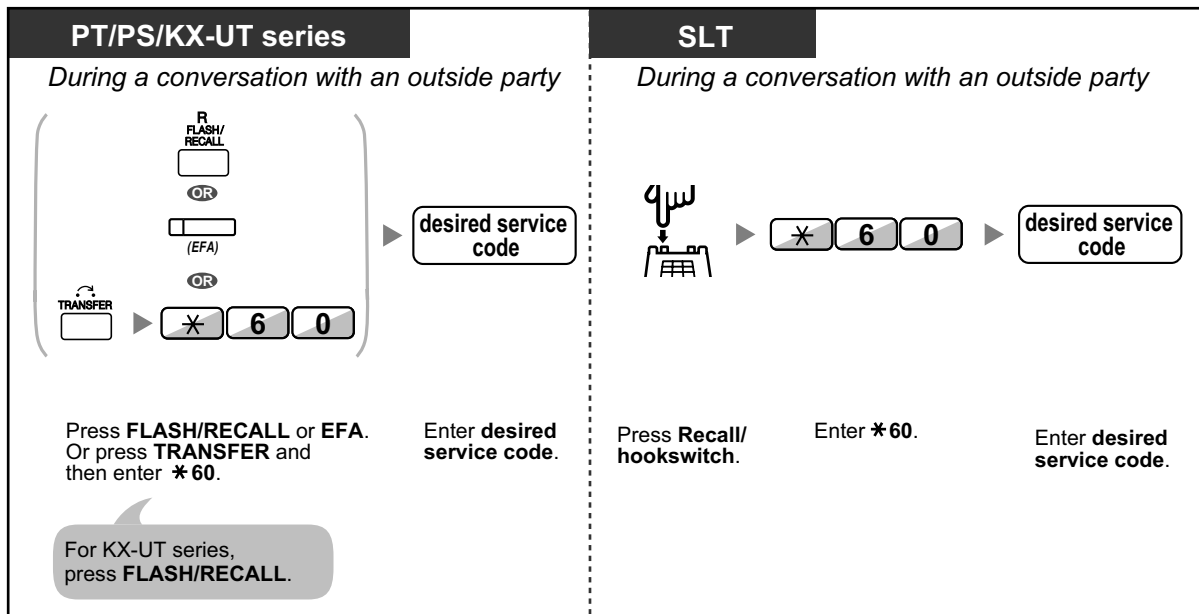 PT/PS/KX-UT series
During a conversation with an outside party
R
FLASH/
RECALL
OR
(EFA)
OR
TRANSFER
* 6 0
desired service
code
Press FLASH/RECALL or EFA.
Or press TRANSFER and
then enter *60.
Enter desired
service code.
For KX-UT series,
press FLASH/RECALL.
SLT
During a conversation with an outside party
* 6 0
desired service
code
Press Recall/
hookswitch.
Enter *60.
Enter desired
service code.